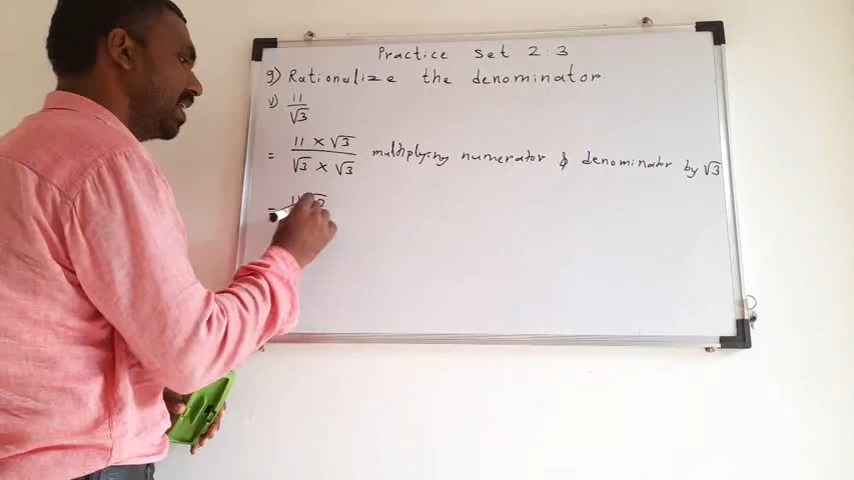 Practice set 2:3
9) Rationalize the denominator.
v) 11/√3
= 11 × √3 / √3 × √3 multiplying numerator & denominator by √3
= 11√3